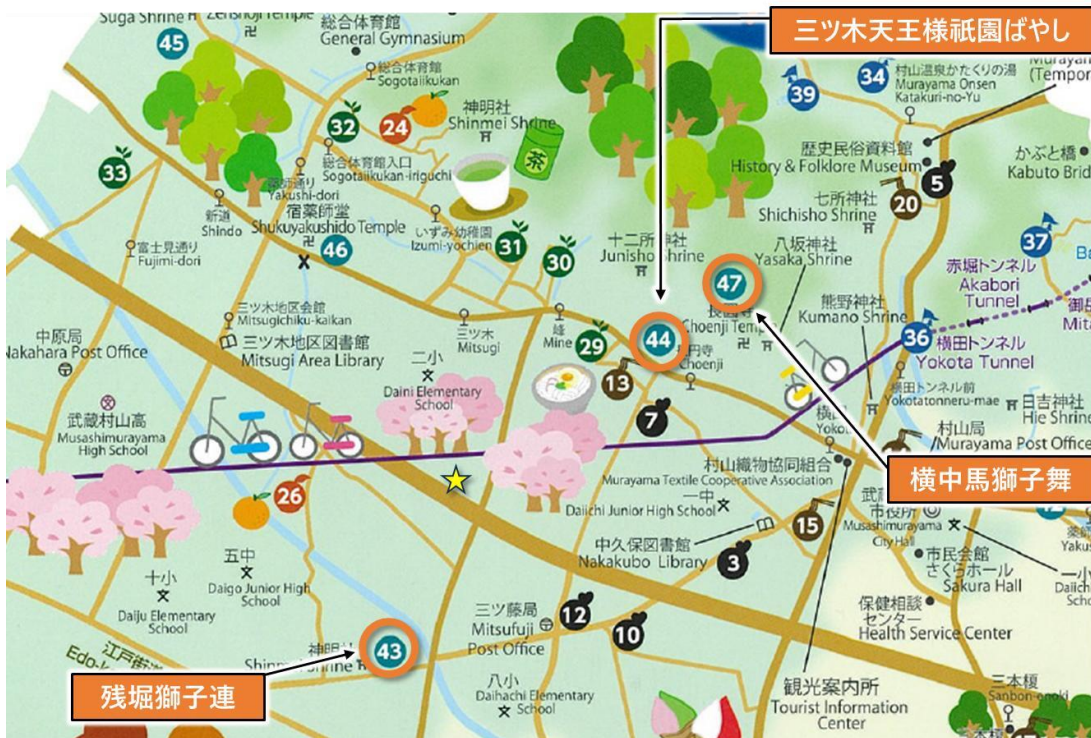 三ツ木天王様祇園ばやし
Suga Shrine
Zenshoji Temple
45
総合体育館
General Gymnasium
総合体育館
Sogotaiikukan
32
24
神明社
Shinmei Shrine
茶
39
34
村山温泉かたくりの湯
Murayama Onsen
Katakuri-no-Yu
(Tempor
歴史民俗資料館
History & Folklore Museum
5
20
かぶと橋
Kabuto Brid
七所神社
Shichisho Shrine
33
総合体育館入口
Sogotaiikukan-iriguchi
薬師通り
Yakushi-dori
新道
Shindo
宿薬師堂
Shukuyakushido Temple
46
いずみ幼稚園
Izumi-yochien
31
30
十二所神社
Junisho Shrine
八坂神社
Yasaka Shrine
37
富士見通り
Fujimi-dori
47
熊野神社
Kumano Shrine
赤堀トンネル
Akabori
Tunnel
三ツ木地区会館
Mitsugichiku-kaikan
三ツ木
Mitsugi
峰
Mine
29
44
Choenji Temp
円寺
Choenji
36
横田トンネル
Yokota Tunnel
中原局
Nakahara Post Office
三ツ木地区図書館
Mitsugi Area Library
二小
Daini Elementary
School
13
7
横田トンネル前
Yokotatonneru-mae
日吉神社
Hie Shrine
武蔵村山高
Musashimurayama
High School
村山局
Murayama Post Office
村山織物協同組合
Murayama Textile Cooperative Association
横中馬獅子舞
一中
Daiichi Junior High School
15
市役所
Musashimurayama
City Hall
26
中久保図書館
Nakakubo Library
3
市民会館
さくらホール
Sakura Hall
五中
Daigo Junior High
School
十小
Daiju Elementary
School
三ツ藤局
Mitsufuji
Post Office
12
10
保健相談
センター
Health Service Center
江戸街道
神明社
Shinmei Shrine
43
残堀獅子連
八小
Daihachi Elementary
School
観光案内所
Tourist Information
Center
三本榎
Sanbon-enoki